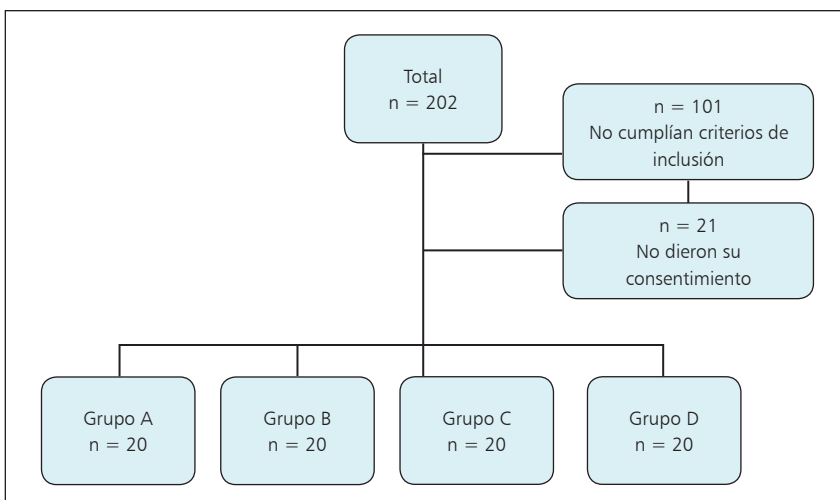 Total
n = 202
n = 101
No cumplían criterios de
inclusión
n = 21
No dieron su
consentimiento
Grupo A
n = 20
Grupo B
n = 20
Grupo C
n = 20
Grupo D
n = 20